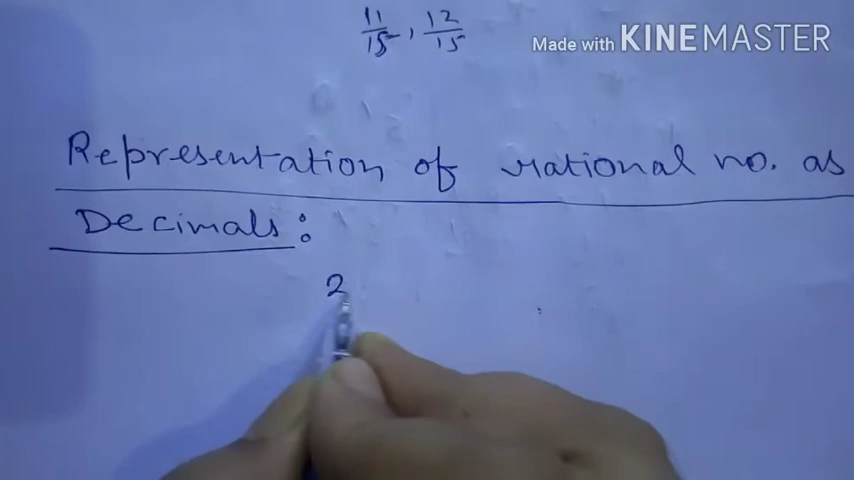 11/15, 12/15
Made with KINEMASTER
Representation of rational no. as
Decimals:
2